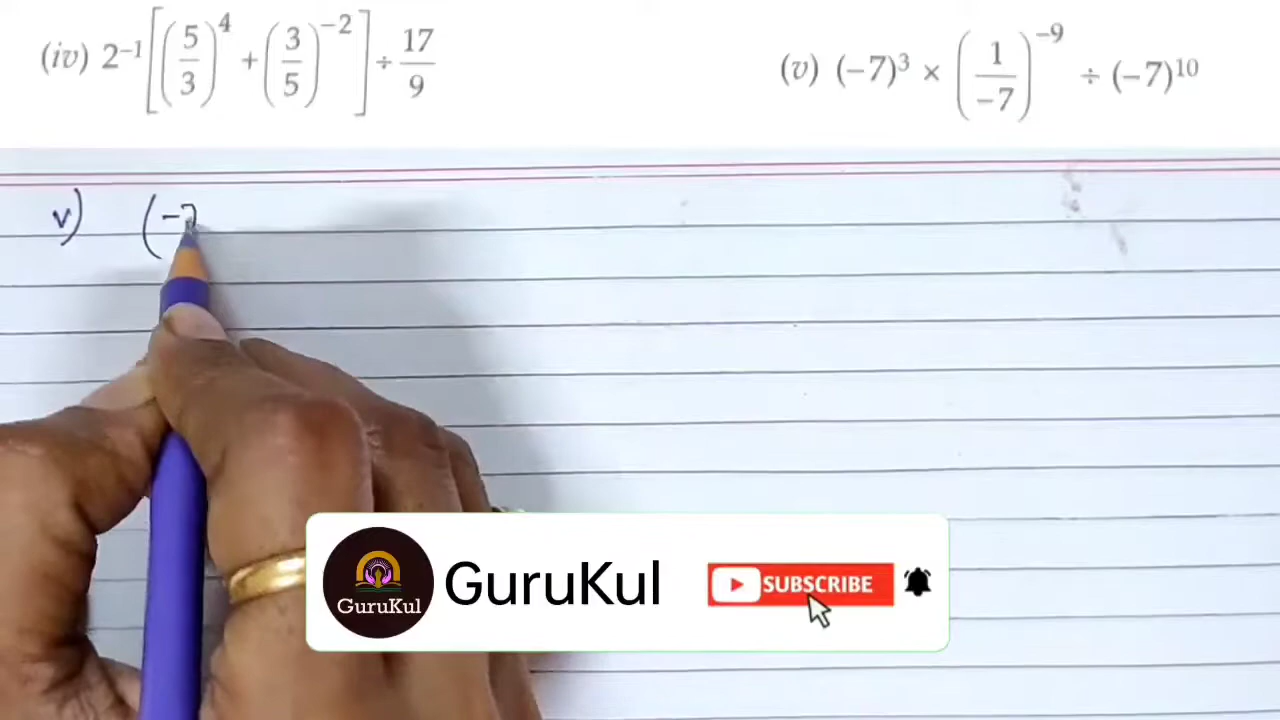 (iv) 2⁻¹[(5/3)⁴ + (3/5)⁻²] ÷ 17/9
(v) (-7)³ × (1/-7)⁻⁹ ÷ (-7)¹⁰
v) (-7
GuruKul
GuruKul
SUBSCRIBE